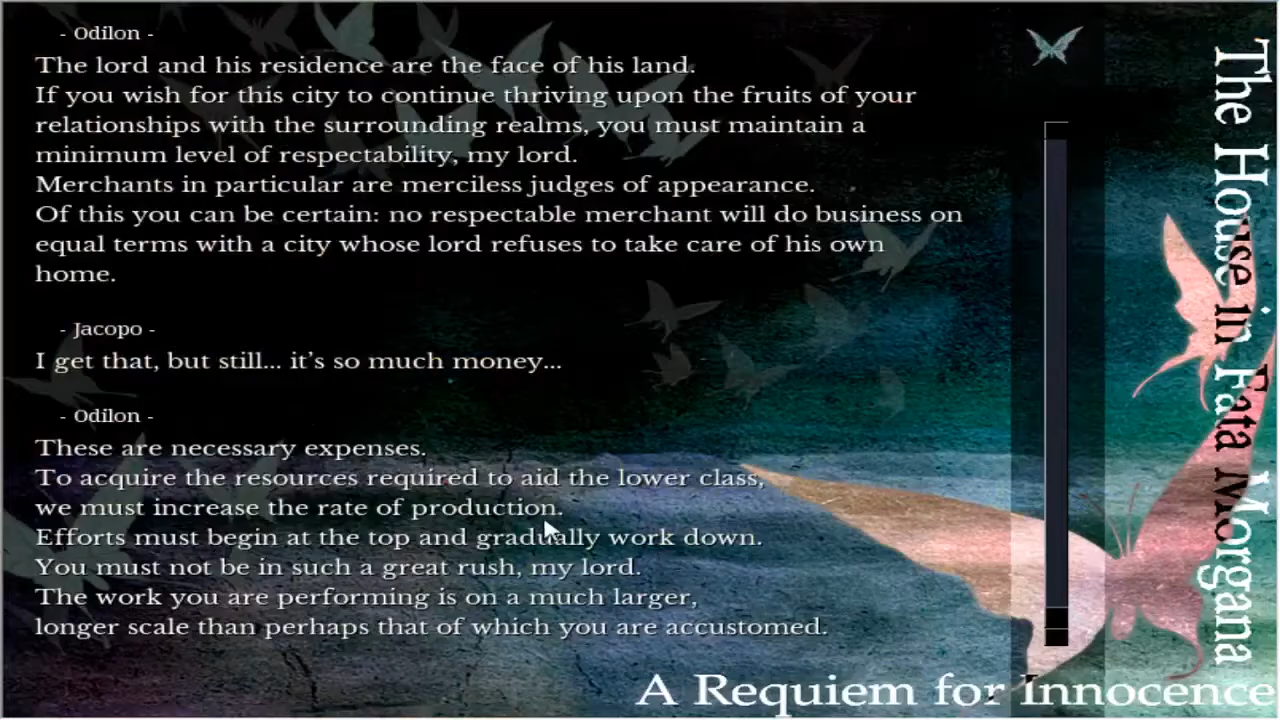 - Odilon -
The lord and his residence are the face of his land.
If you wish for this city to continue thriving upon the fruits of your
relationships with the surrounding realms, you must maintain a
minimum level of respectability, my lord.
Merchants in particular are merciless judges of appearance.
Of this you can be certain: no respectable merchant will do business on
equal terms with a city whose lord refuses to take care of his own
home.
- Jacopo -
I get that, but still... it's so much money...
- Odilon -
These are necessary expenses.
To acquire the resources required to aid the lower class,
we must increase the rate of production.
Efforts must begin at the top and gradually work down.
You must not be in such a great rush, my lord.
The work you are performing is on a much larger,
longer scale than perhaps that of which you are accustomed.
The House in Fata Morgana
A Requiem for Innocence